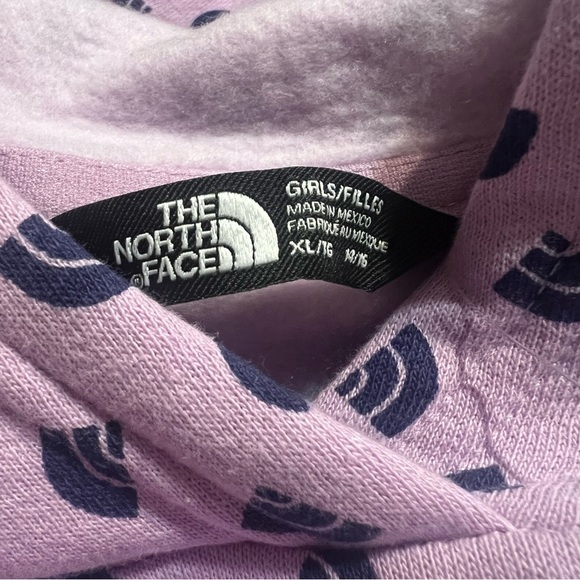 THE
NORTH
FACE
®
GIRLS/FILLES
MADE IN MEXICO
FABRIQUÉ AU MEXIQUE
XL/TG 14/16